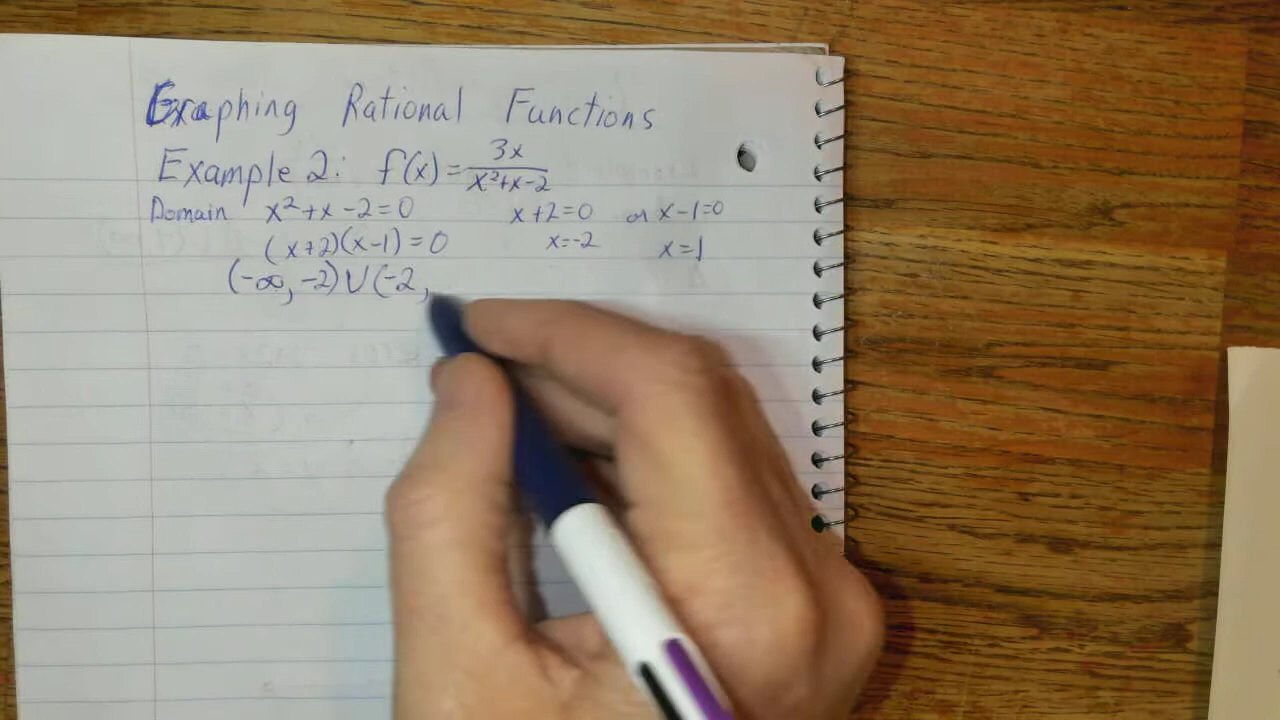 Graphing Rational Functions
Example 2: f(x) = 3x / x²+x-2
Domain x²+x-2=0 x+2=0 or x-1=0
(x+2)(x-1)=0 x=-2 x=1
(-∞, -2)∪(-2,